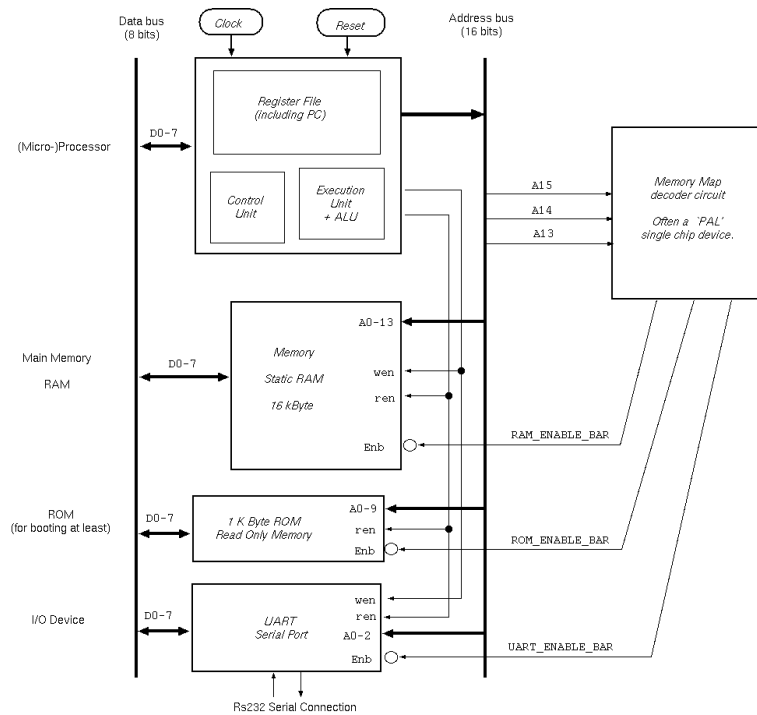 Data bus
(8 bits)
Clock
Reset
Address bus
(16 bits)
Register File
(including PC)
D0-7
(Micro-)Processor
Control
Unit
Execution
Unit
+ ALU
A15
A14
A13
Memory Map
decoder circuit
Often a `PAL'
single chip device.
A0-13
Main Memory
RAM
D0-7
Memory
Static RAM
16 kByte
wen
ren
Enb
RAM_ENABLE_BAR
ROM
(for booting at least)
D0-7
1 K Byte ROM
Read Only Memory
A0-9
ren
Enb
ROM_ENABLE_BAR
I/O Device
D0-7
UART
Serial Port
wen
ren
A0-2
Enb
UART_ENABLE_BAR
Rs232 Serial Connection